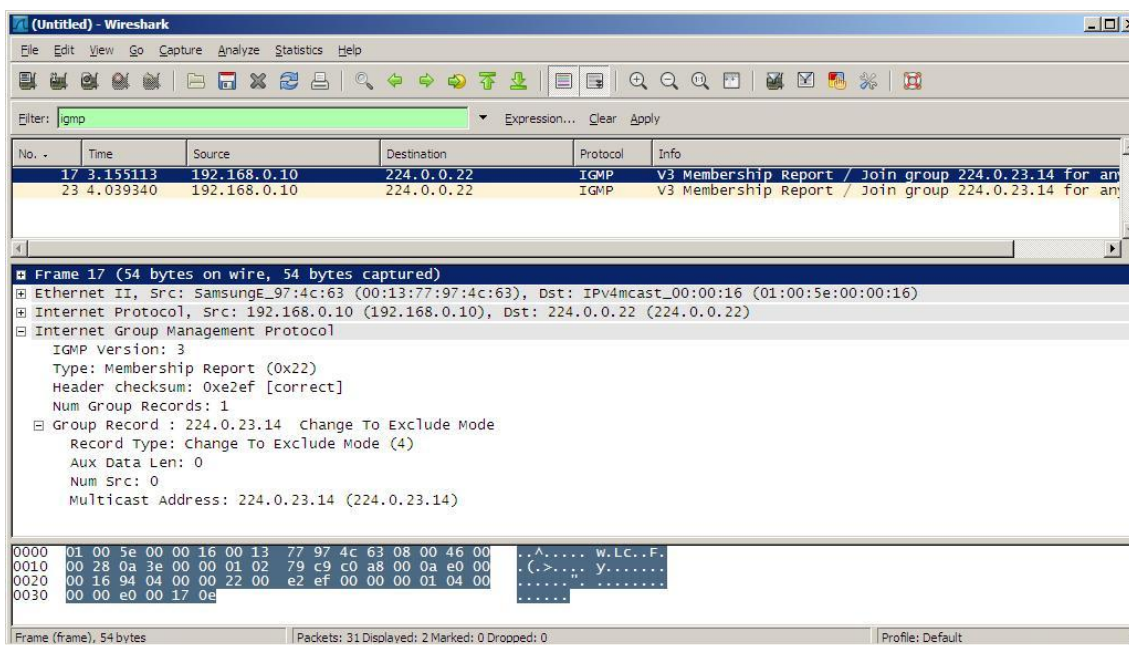 (Untitled) - Wireshark
File Edit View Go Capture Analyze Statistics Help
Filter: igmp Expression... Clear Apply
No. - Time Source Destination Protocol Info
17 3.155113 192.168.0.10 224.0.0.22 IGMP V3 Membership Report / Join group 224.0.23.14 for any
23 4.039340 192.168.0.10 224.0.0.22 IGMP V3 Membership Report / Join group 224.0.23.14 for any
Frame 17 (54 bytes on wire, 54 bytes captured)
Ethernet II, Src: SamsungE_97:4c:63 (00:13:77:97:4c:63), Dst: IPv4mcast_00:00:16 (01:00:5e:00:00:16)
Internet Protocol, Src: 192.168.0.10 (192.168.0.10), Dst: 224.0.0.22 (224.0.0.22)
Internet Group Management Protocol
IGMP Version: 3
Type: Membership Report (0x22)
Header checksum: 0xe2ef [correct]
Num Group Records: 1
Group Record : 224.0.23.14 Change To Exclude Mode
Record Type: Change To Exclude Mode (4)
Aux Data Len: 0
Num Src: 0
Multicast Address: 224.0.23.14 (224.0.23.14)
0000 01 00 5e 00 00 16 00 13 77 97 4c 63 08 00 46 00 ..^..... w.Lc..F.
0010 00 28 0a 3e 00 00 01 02 79 c9 c0 a8 00 0a e0 00 .(.>.... y.......
0020 00 16 94 04 00 00 22 00 e2 ef 00 00 00 01 04 00 ......". ........
0030 00 00 e0 00 17 0e ......
Frame (frame), 54 bytes Packets: 31 Displayed: 2 Marked: 0 Dropped: 0 Profile: Default